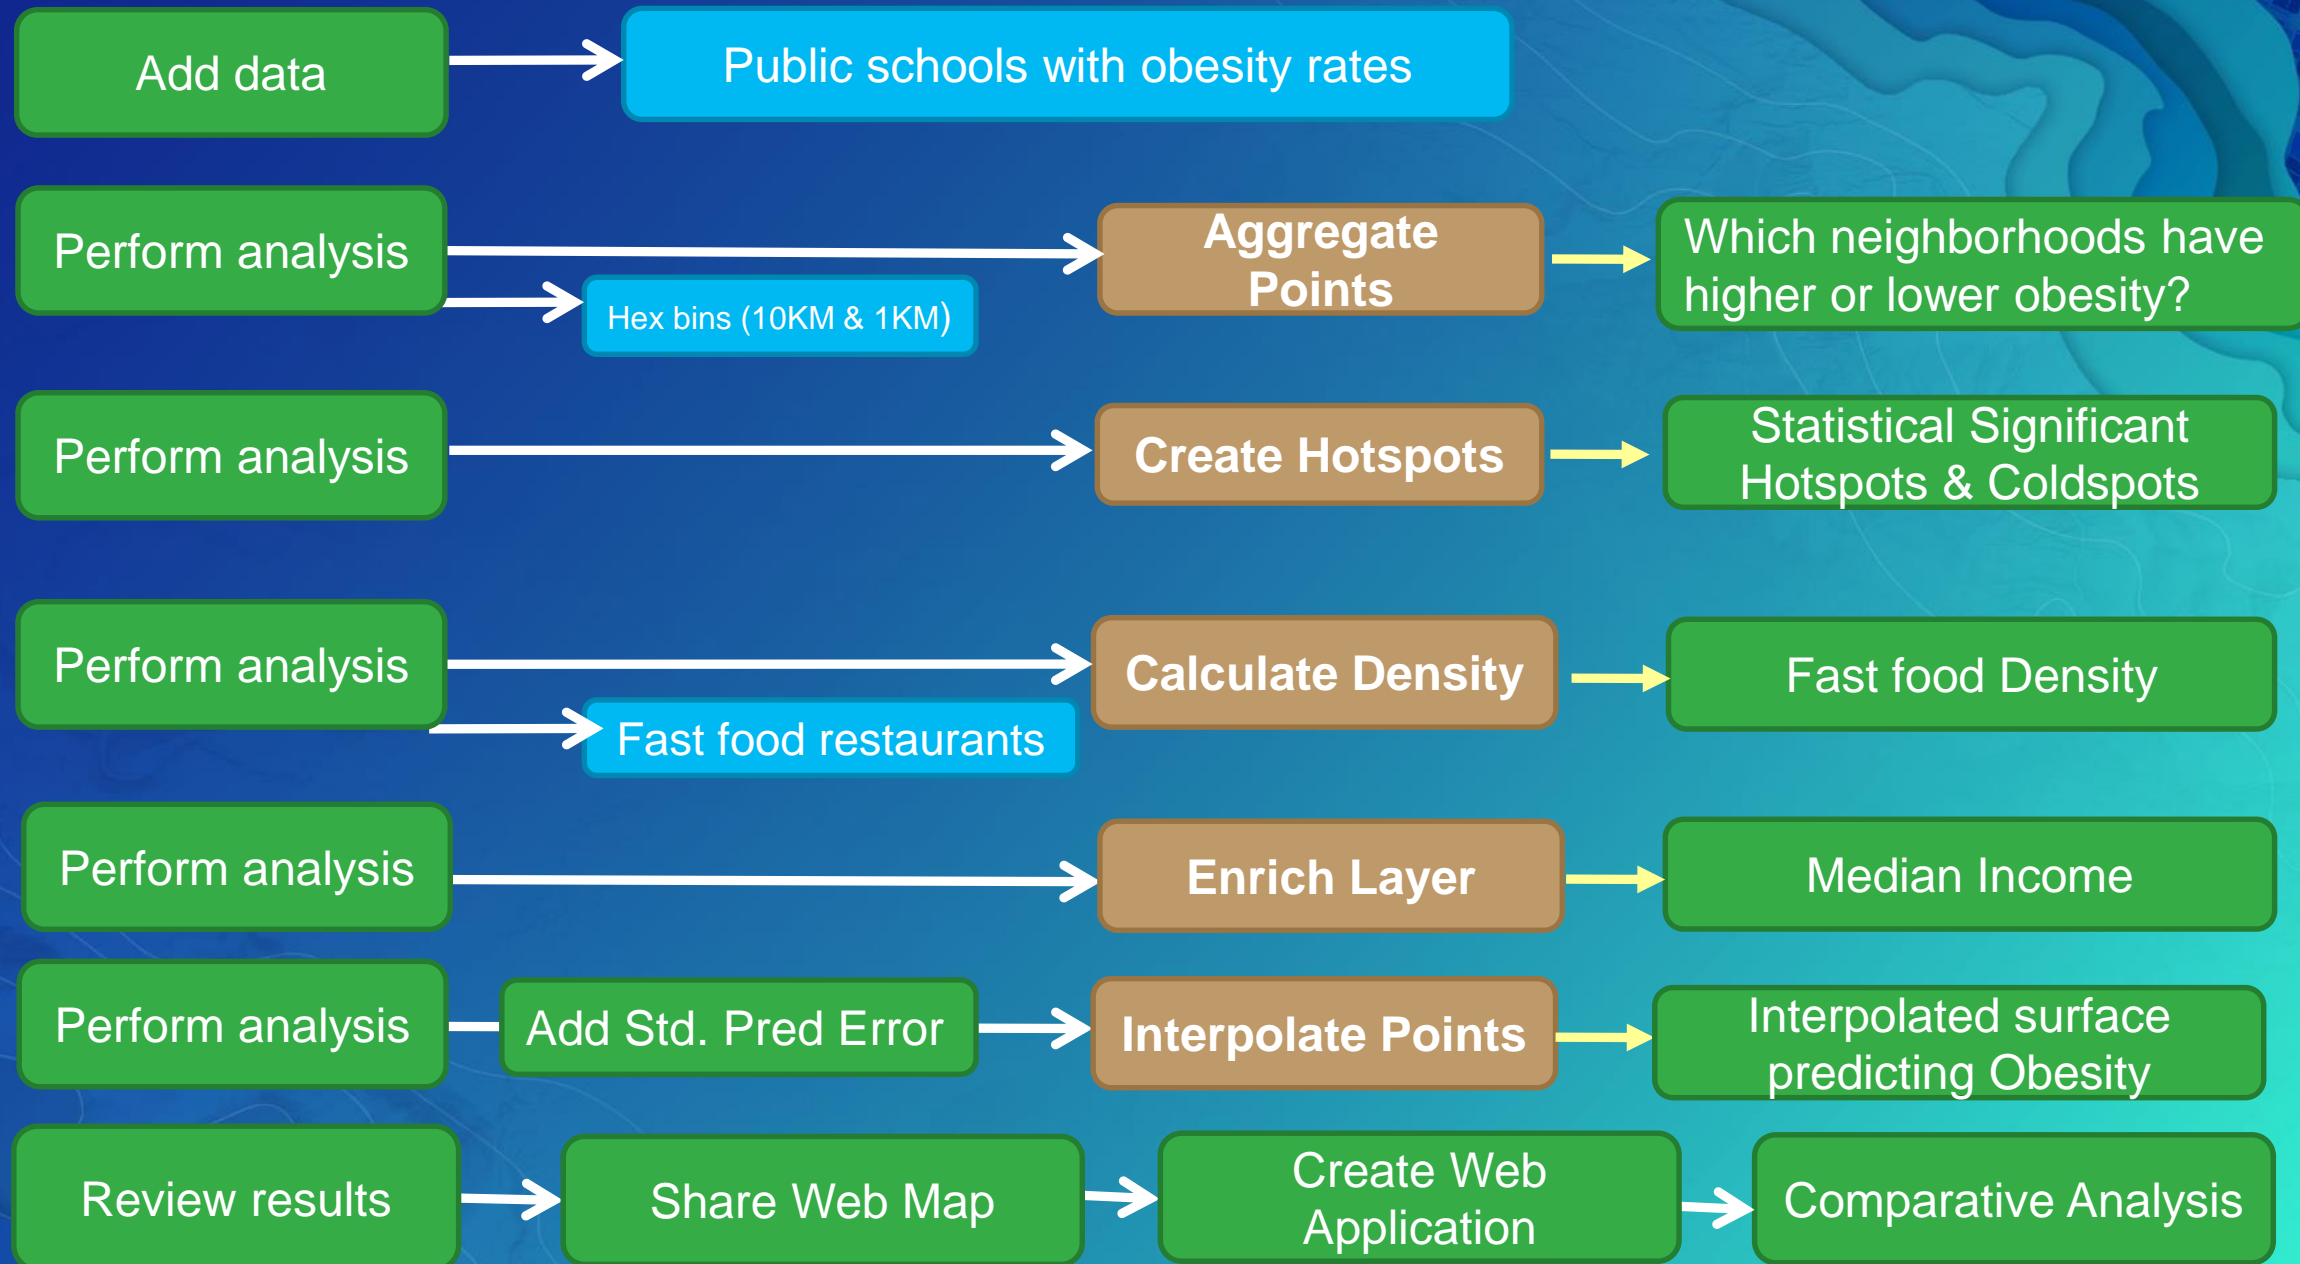 Add data
Public schools with obesity rates
Perform analysis
Aggregate
Points
Which neighborhoods have
higher or lower obesity?
Hex bins (10KM & 1KM)
Perform analysis
Create Hotspots
Statistical Significant
Hotspots & Coldspots
Perform analysis
Calculate Density
Fast food Density
Fast food restaurants
Perform analysis
Enrich Layer
Median Income
Perform analysis
Add Std. Pred Error
Interpolate Points
Interpolated surface
predicting Obesity
Review results
Share Web Map
Create Web
Application
Comparative Analysis